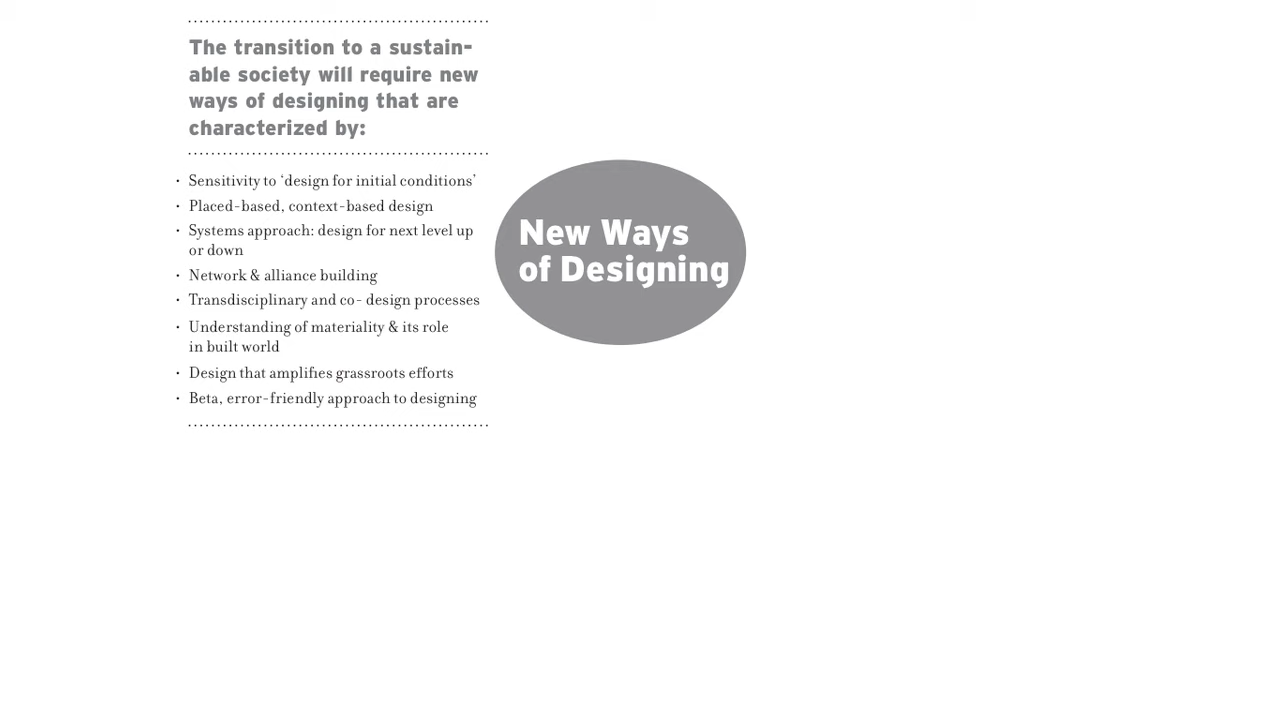 The transition to a sustain-
able society will require new
ways of designing that are
characterized by:
· Sensitivity to ‘design for initial conditions’
· Placed-based, context-based design
· Systems approach: design for next level up
or down
· Network & alliance building
· Transdisciplinary and co- design processes
· Understanding of materiality & its role
in built world
· Design that amplifies grassroots efforts
· Beta, error-friendly approach to designing
New Ways
of Designing